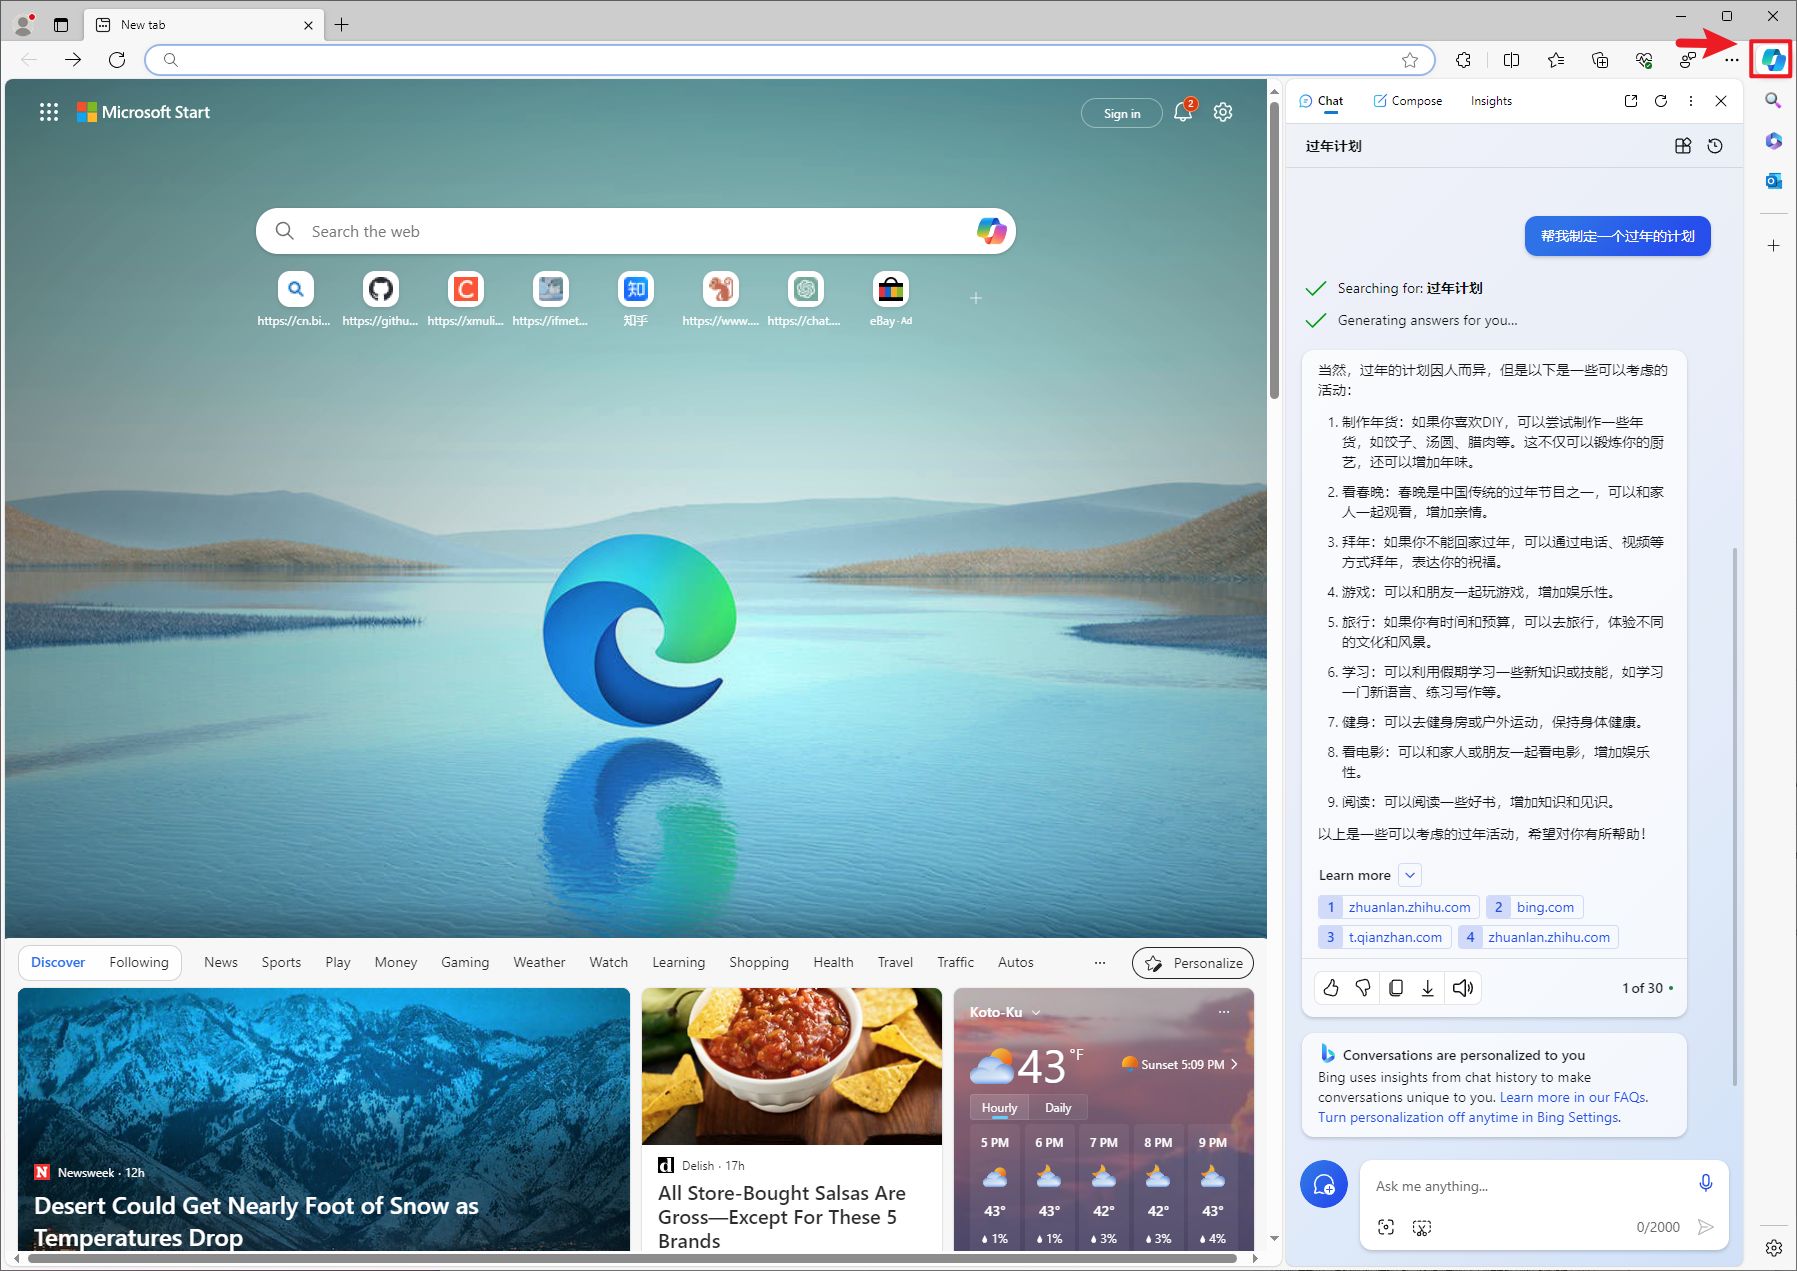 New tab
Microsoft Start
Sign in
2
Search the web
https://cn.bi...
https://githu...
https://xmuli...
https://ifmet...
知
知乎
https://www....
https://chat....
eBay · Ad
Discover
Following
News
Sports
Play
Money
Gaming
Weather
Watch
Learning
Shopping
Health
Travel
Traffic
Autos
Personalize
Newsweek · 12h
Desert Could Get Nearly Foot of Snow as
Temperatures Drop
Delish · 17h
All Store-Bought Salsas Are
Gross—Except For These 5
Brands
Koto-Ku
43 °F
Sunset 5:09 PM
Hourly
Daily
5 PM 6 PM 7 PM 8 PM 9 PM
43° 43° 42° 42° 43°
1% 1% 3% 3% 4%
Chat
Compose
Insights
过年计划
帮我制定一个过年的计划
Searching for: 过年计划
Generating answers for you...
当然，过年的计划因人而异，但是以下是一些可以考虑的
活动：
1. 制作年货：如果你喜欢DIY，可以尝试制作一些年
货，如饺子、汤圆、腊肉等。这不仅可以锻炼你的厨
艺，还可以增加年味。
2. 看春晚：春晚是中国传统的过年节目之一，可以和家
人一起观看，增加亲情。
3. 拜年：如果你不能回家过年，可以通过电话、视频等
方式拜年，表达你的祝福。
4. 游戏：可以和朋友一起玩游戏，增加娱乐性。
5. 旅行：如果你有时间和预算，可以去旅行，体验不同
的文化和风景。
6. 学习：可以利用假期学习一些新知识或技能，如学习
一门新语言、练习写作等。
7. 健身：可以去健身房或户外运动，保持身体健康。
8. 看电影：可以和家人或朋友一起看电影，增加娱乐
性。
9. 阅读：可以阅读一些好书，增加知识和见识。
以上是一些可以考虑的过年活动，希望对你有所帮助！
Learn more
1 zhuanlan.zhihu.com
2 bing.com
3 t.qianzhan.com
4 zhuanlan.zhihu.com
1 of 30
Conversations are personalized to you
Bing uses insights from chat history to make
conversations unique to you. Learn more in our FAQs.
Turn personalization off anytime in Bing Settings.
Ask me anything...
0/2000